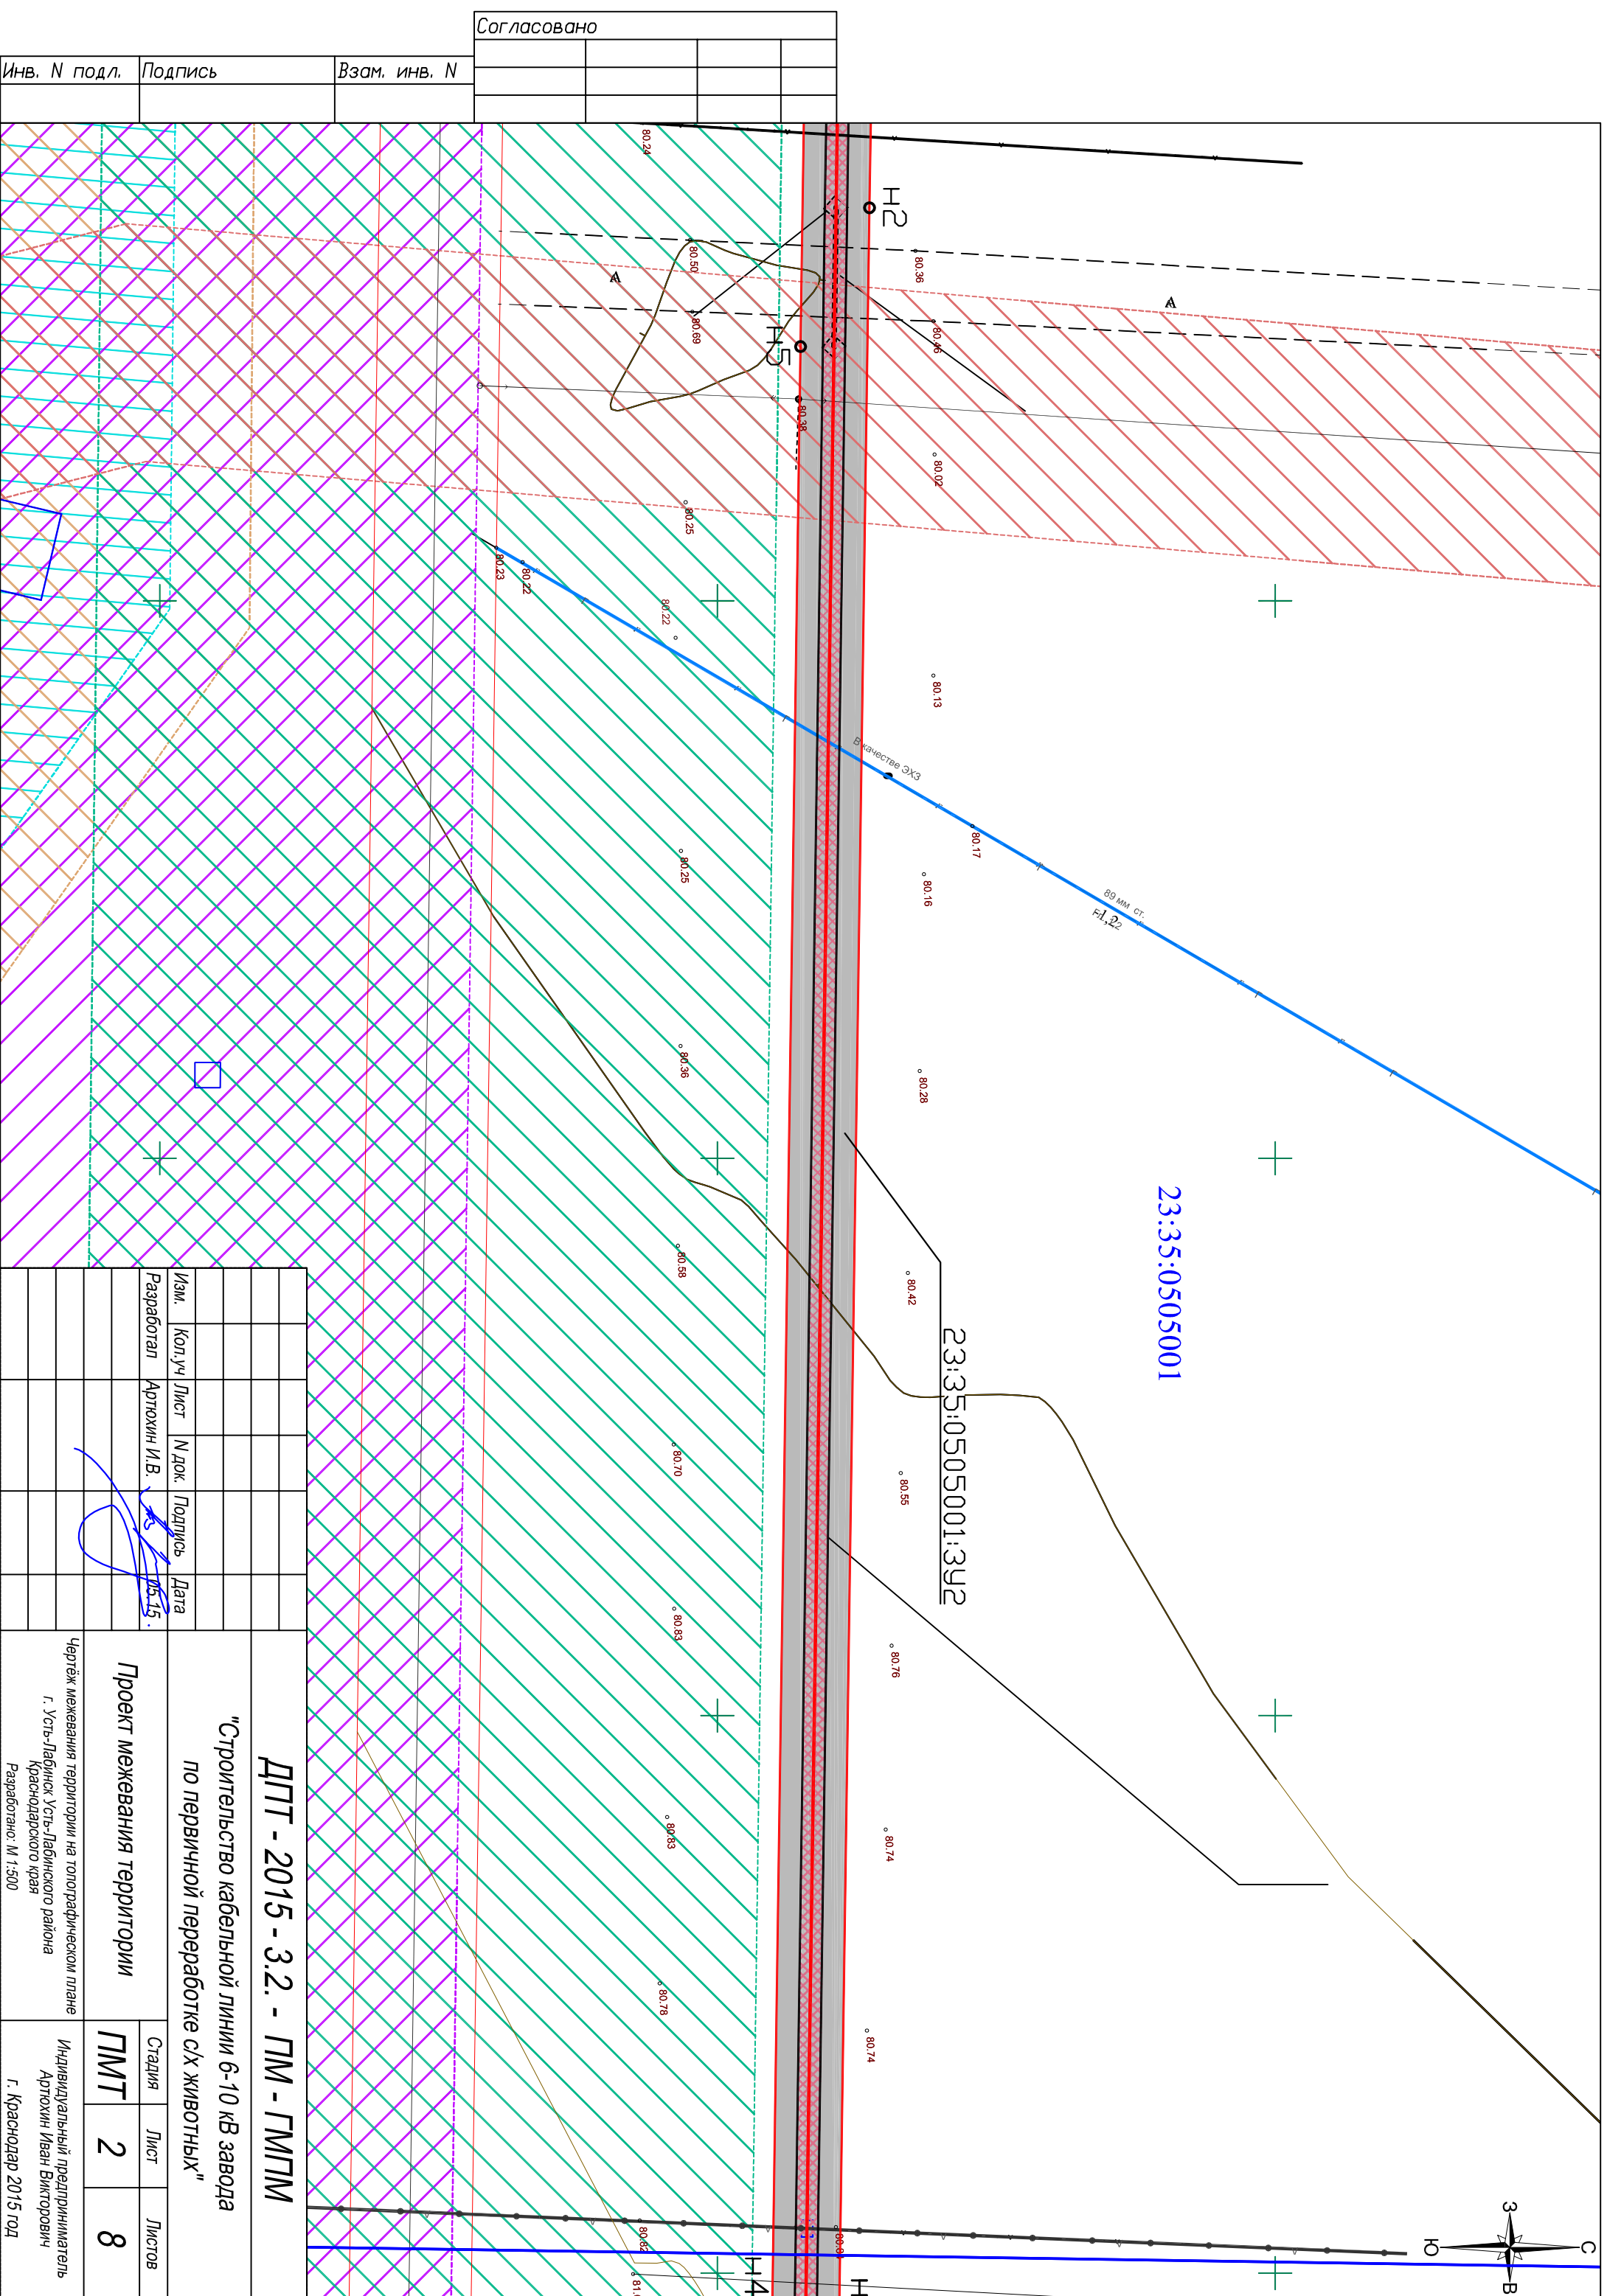 Согласовано
Инв. N подл.
Подпись
Взам. инв. N
80.24
Н2
80.36
80.50
80.69
80.46
А
А
Н5
80.38
80.02
80.25
80.23
80.22
80.22
80.13
В качестве ЭХЗ
80.17
80.16
89 мм. ст.
1,2
80.25
80.36
80.28
23:35:0505001
80.58
80.42
23:35:0505001:ЗУ2
80.70
80.55
80.83
80.76
80.83
80.74
80.78
80.74
80.82
Н4
Н
С
З
В
Ю
ДПТ - 2015 - 3.2. - ПМ - ГМПМ
"Строительство кабельной линии 6-10 кВ завода
по первичной переработке с/х животных"
Изм. Кол.уч Лист N док. Подпись Дата
Разработал Артюхин И.В. 05.15.
Проект межевания территории
Стадия Лист Листов
ПМТ 2 8
Чертёж межевания территории на топографическом плане
г. Усть-Лабинск Усть-Лабинского района
Краснодарского края
Разработано: М 1:500
Индивидуальный предприниматель
Артюхин Иван Викторович
г. Краснодар 2015 год